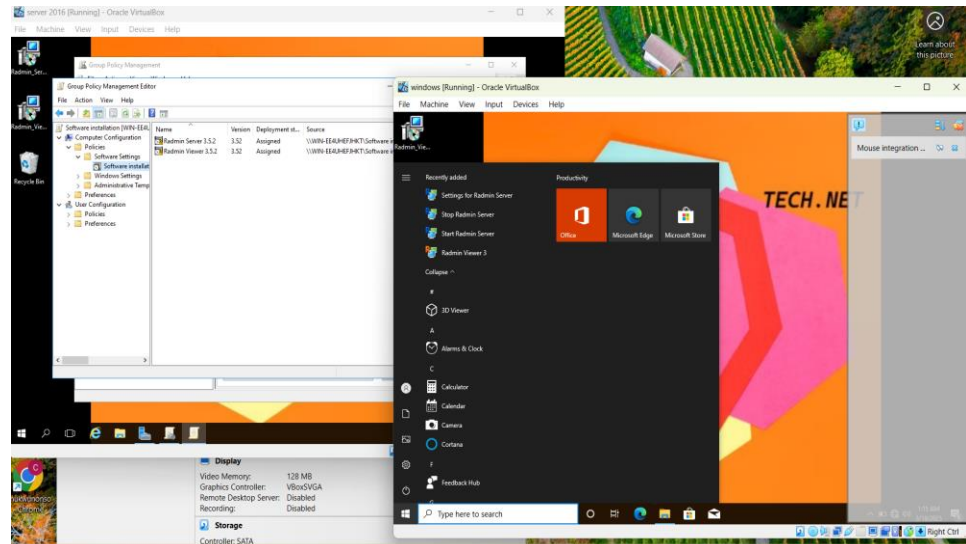 server 2016 [Running] - Oracle VirtualBox
File Machine View Input Devices Help
Radmin_Ser...
Radmin_Vie...
Recycle Bin
Group Policy Management
Group Policy Management Editor
File Action View Help
Software installation [WIN-EE4L
Computer Configuration
Policies
Software Settings
Software installat
Windows Settings
Administrative Temp
Preferences
User Configuration
Policies
Preferences
Name Version Deployment st... Source
Radmin Server 3.5.2 3.52 Assigned \\WIN-EE4UHEFJHKT\Software i
Radmin Viewer 3.5.2 3.52 Assigned \\WIN-EE4UHEFJHKT\Software i
Learn about
this picture
windows [Running] - Oracle VirtualBox
File Machine View Input Devices Help
Radmin_Vie...
Mouse integration ...
TECH.NE
Recently added
Settings for Radmin Server
Stop Radmin Server
Start Radmin Server
Radmin Viewer 3
Collapse
#
3D Viewer
A
Alarms & Clock
C
Calculator
Calendar
Camera
Cortana
F
Feedback Hub
G
Productivity
Office
Microsoft Edge
Microsoft Store
Type here to search
Right Ctrl
Display
Video Memory: 128 MB
Graphics Controller: VBoxSVGA
Remote Desktop Server: Disabled
Recording: Disabled
Storage
Controller: SATA